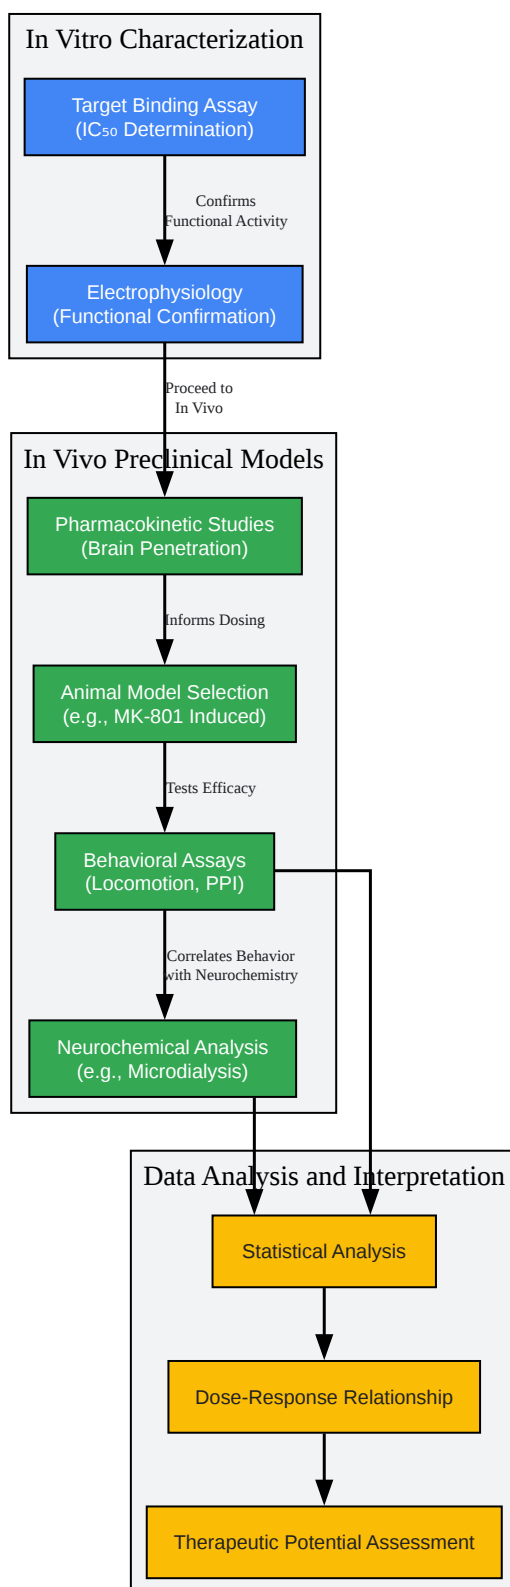 In Vitro Characterization
Target Binding Assay
(IC₅₀ Determination)
Confirms
Functional Activity
Electrophysiology
(Functional Confirmation)
Proceed to
In Vivo
In Vivo Preclinical Models
Pharmacokinetic Studies
(Brain Penetration)
Informs Dosing
Animal Model Selection
(e.g., MK-801 Induced)
Tests Efficacy
Behavioral Assays
(Locomotion, PPI)
Correlates Behavior
with Neurochemistry
Neurochemical Analysis
(e.g., Microdialysis)
Data Analysis and Interpretation
Statistical Analysis
Dose-Response Relationship
Therapeutic Potential Assessment